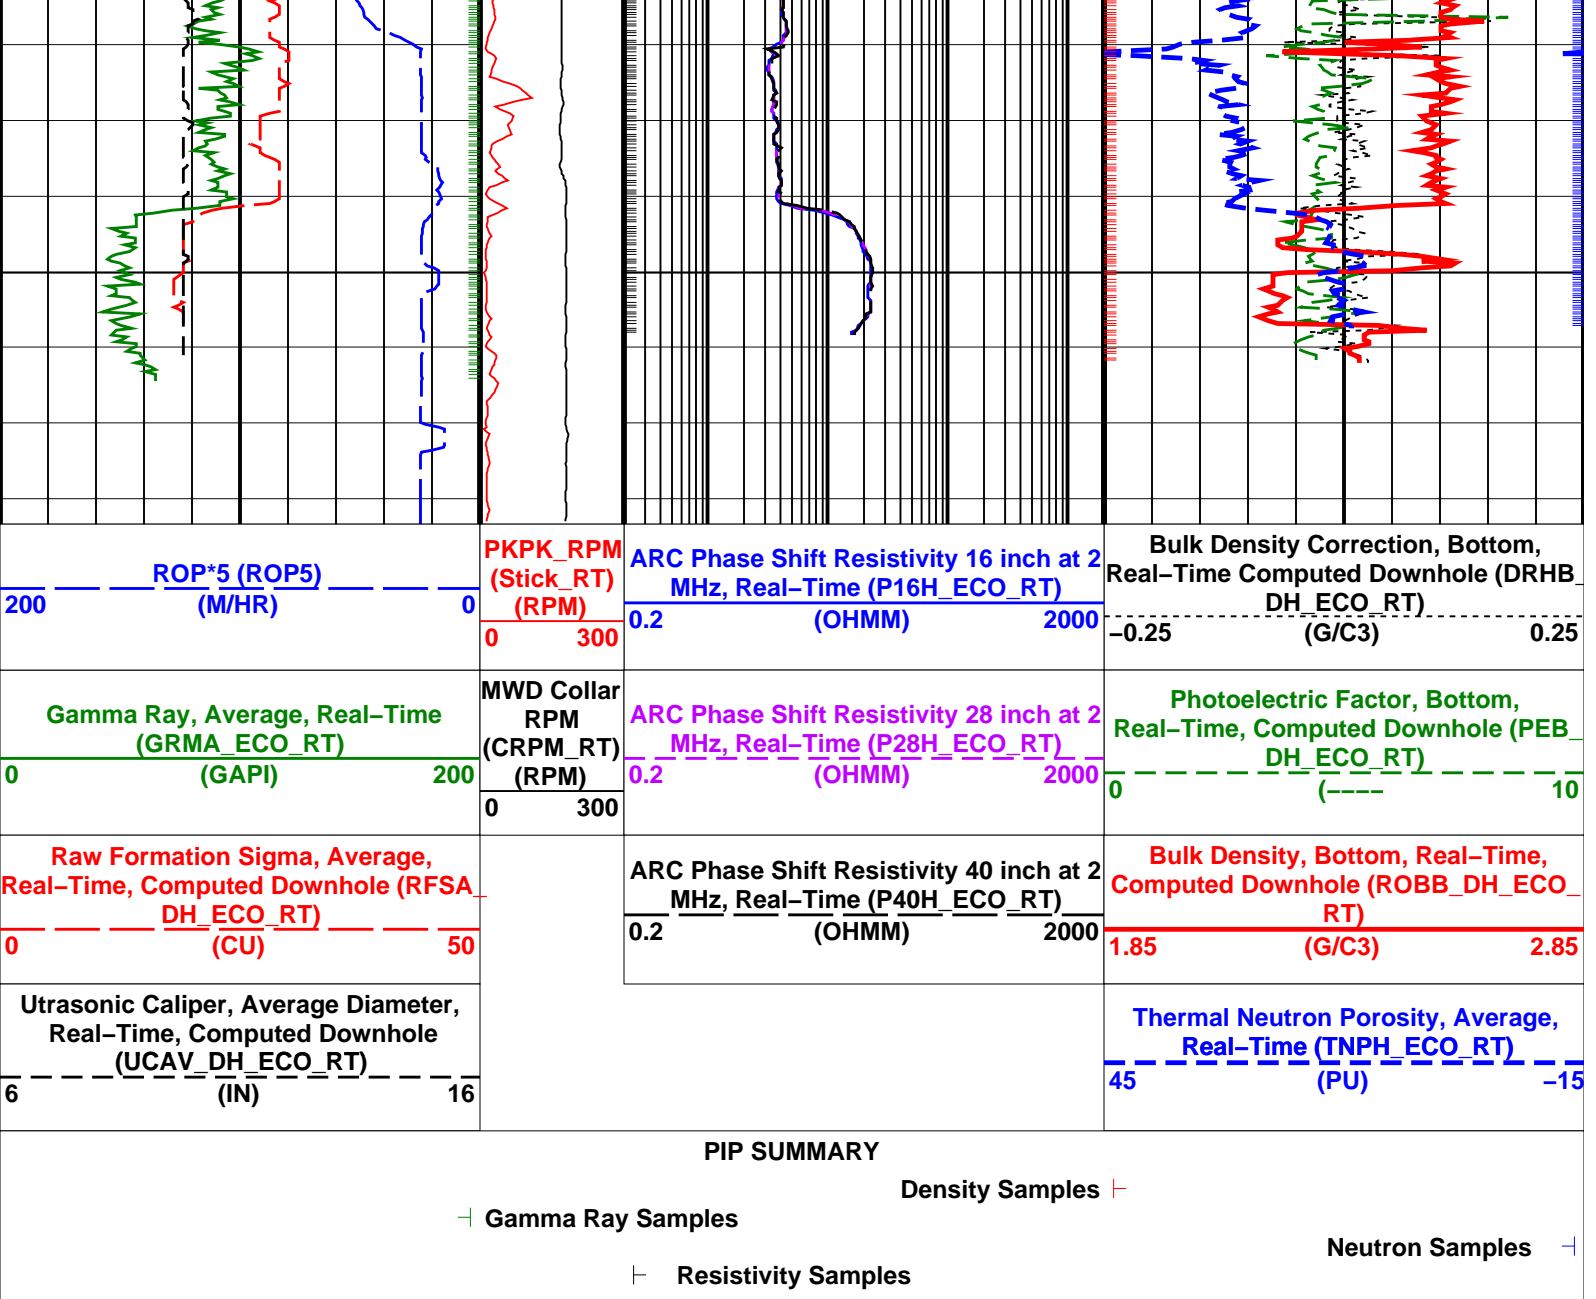 ROP*5 (ROP5)
(M/HR)
200 0
Gamma Ray, Average, Real–Time
(GRMA_ECO_RT)
(GAPI)
0 200
Raw Formation Sigma, Average,
Real–Time, Computed Downhole (RFSA_
DH_ECO_RT)
(CU)
0 50
Utrasonic Caliper, Average Diameter,
Real–Time, Computed Downhole
(UCAV_DH_ECO_RT)
(IN)
6 16
PKPK_RPM
(Stick_RT)
(RPM)
0 300
MWD Collar
RPM
(CRPM_RT)
(RPM)
0 300
ARC Phase Shift Resistivity 16 inch at 2
MHz, Real–Time (P16H_ECO_RT)
0.2 (OHMM) 2000
ARC Phase Shift Resistivity 28 inch at 2
MHz, Real–Time (P28H_ECO_RT)
0.2 (OHMM) 2000
ARC Phase Shift Resistivity 40 inch at 2
MHz, Real–Time (P40H_ECO_RT)
0.2 (OHMM) 2000
Bulk Density Correction, Bottom,
Real–Time Computed Downhole (DRHB_
DH_ECO_RT)
–0.25 (G/C3) 0.25
Photoelectric Factor, Bottom,
Real–Time, Computed Downhole (PEB_
DH_ECO_RT)
0 (–––– 10
Bulk Density, Bottom, Real–Time,
Computed Downhole (ROBB_DH_ECO_
RT)
1.85 (G/C3) 2.85
Thermal Neutron Porosity, Average,
Real–Time (TNPH_ECO_RT)
45 (PU) –15
PIP SUMMARY
Density Samples
Gamma Ray Samples
Neutron Samples
Resistivity Samples